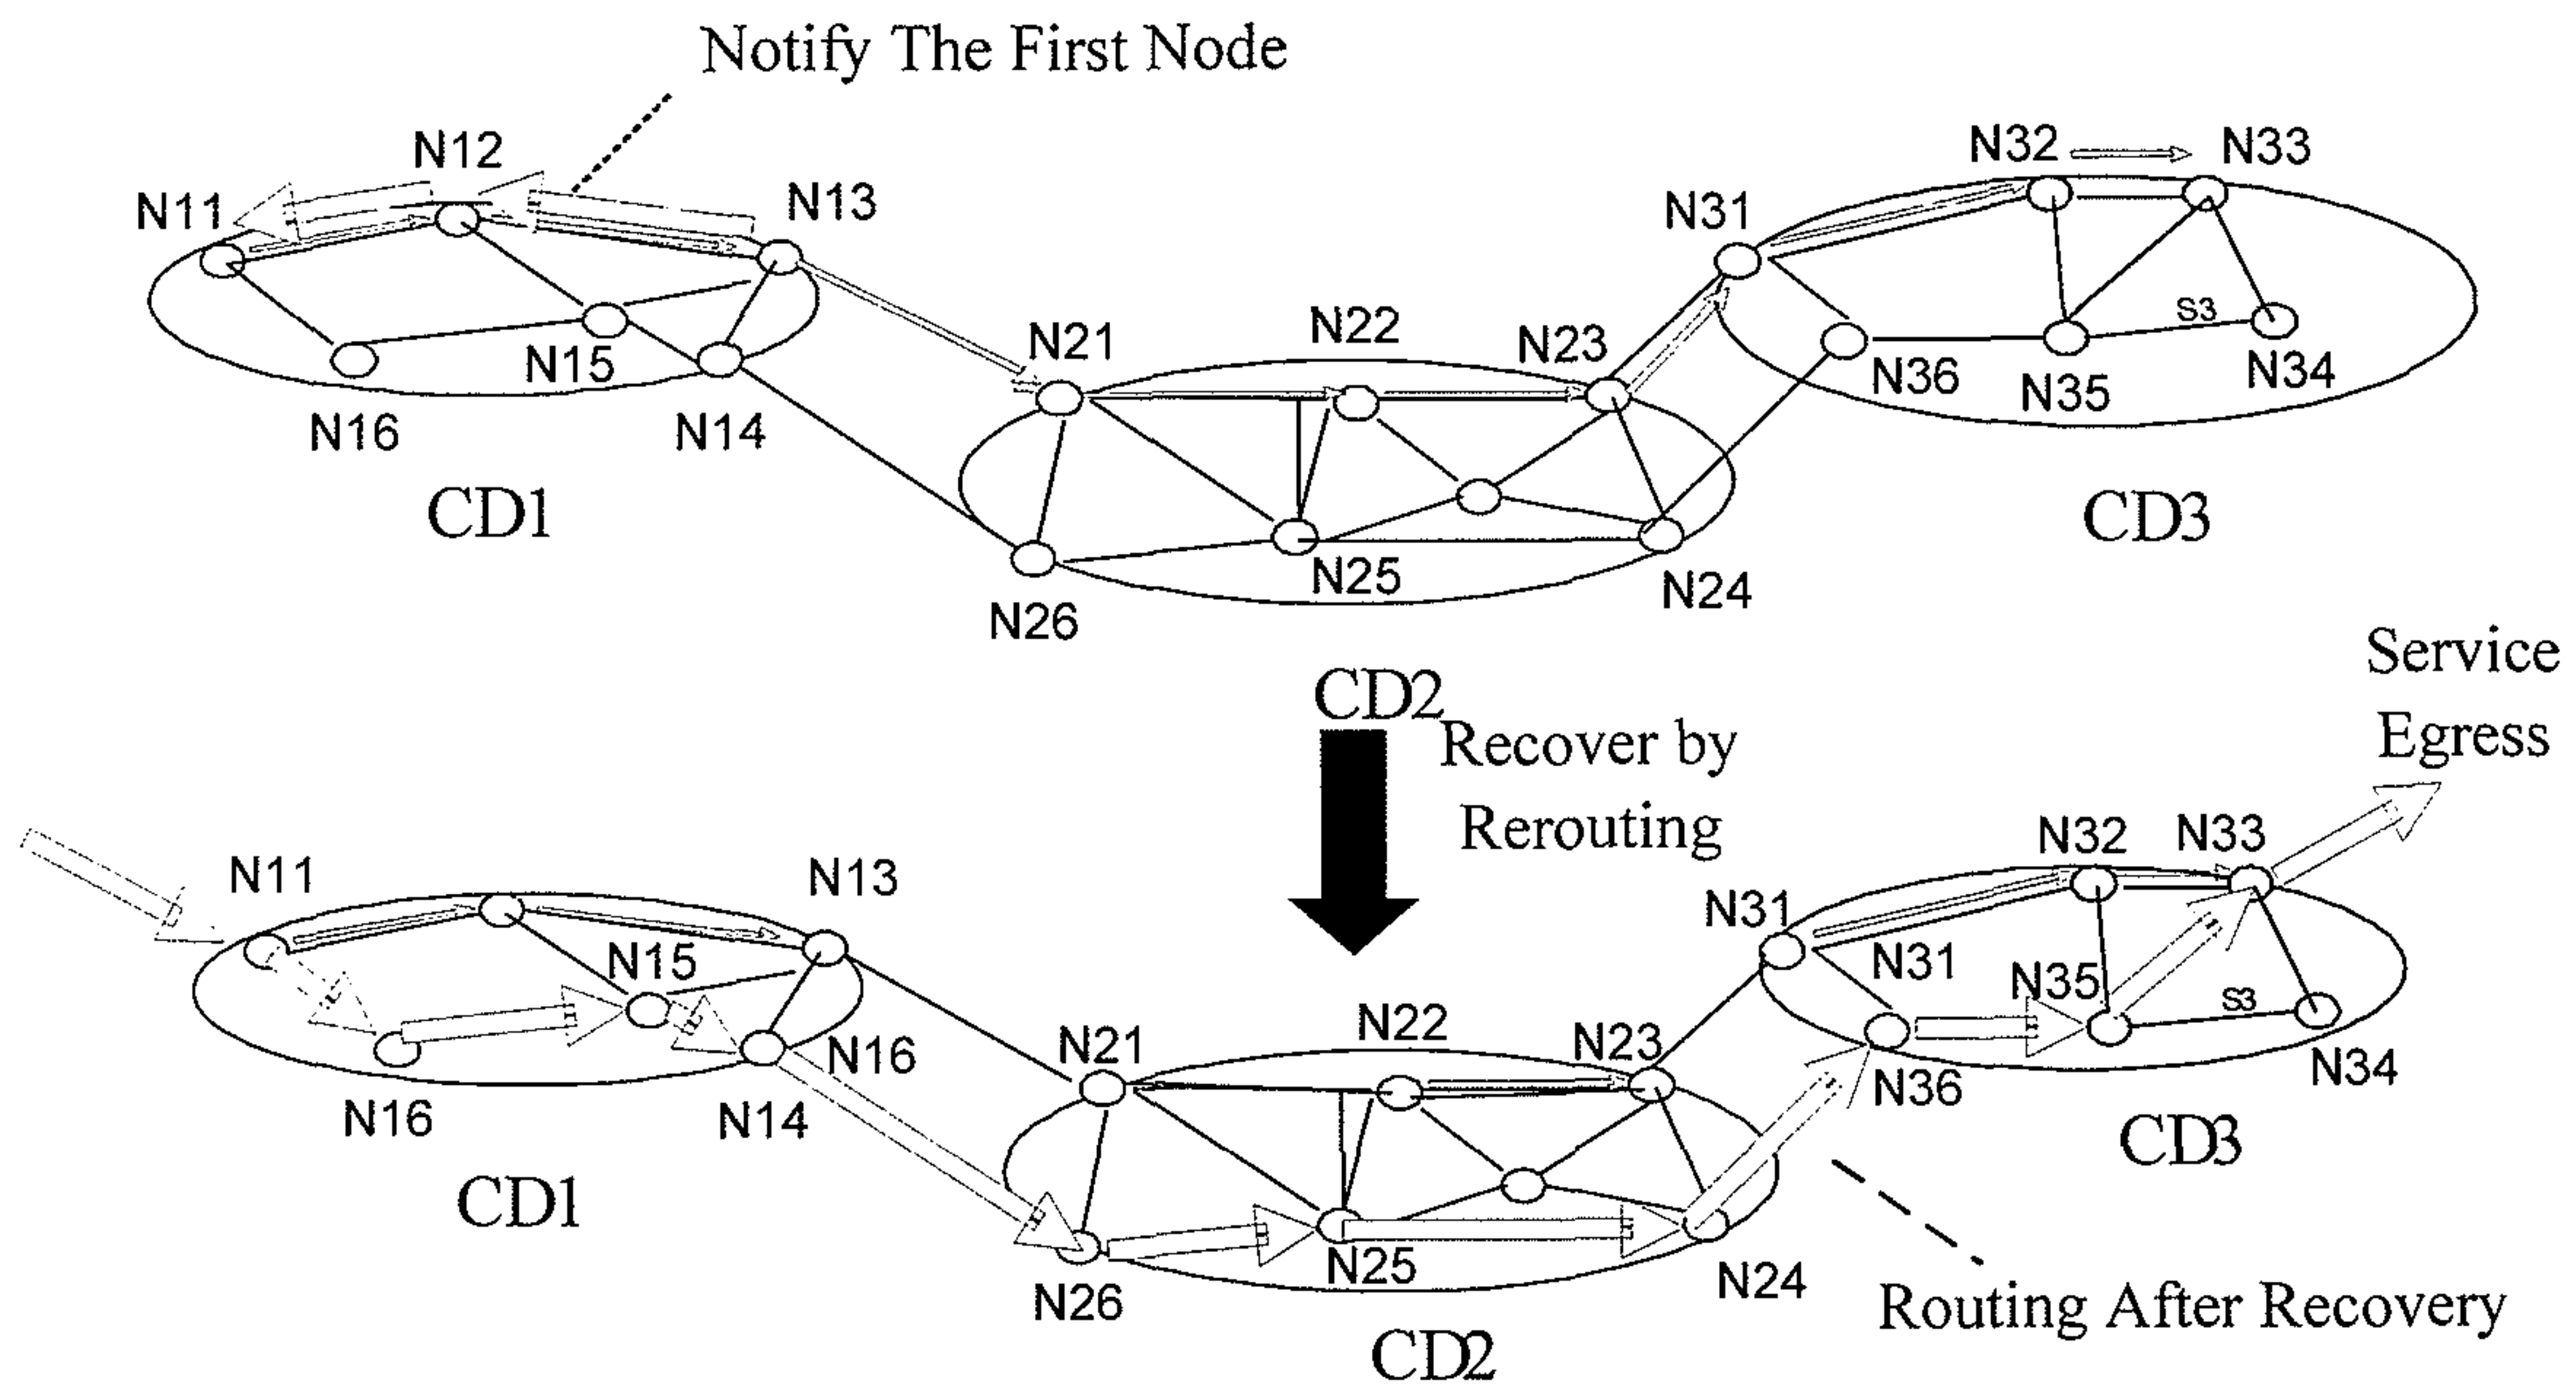 Notify The First Node
N12
N32
N33
N11
N13
N31
N21
N22
N23
N15
S3
N36
N35
N34
N16
N14
CD1
CD3
N25
N24
N26
CD2
Service
Egress
Recover by
Rerouting
N11
N13
N32
N33
N31
N15
N31
N35
S3
N21
N22
N23
N16
N36
N34
N16
N14
CD3
CD1
N25
N24
N26
Routing After Recovery
CD2